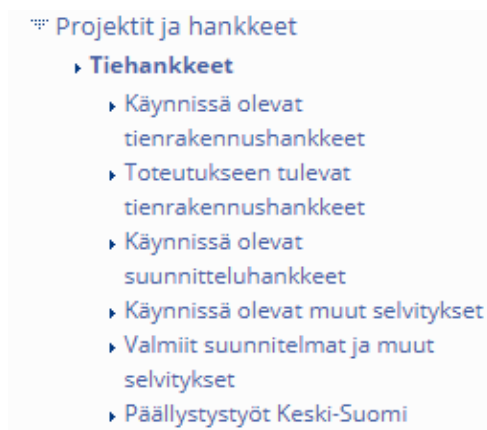 Projektit ja hankkeet
Tiehankkeet
Käynnissä olevat
tienrakennushankkeet
Toteutukseen tulevat
tienrakennushankkeet
Käynnissä olevat
suunnitteluhankkeet
Käynnissä olevat muut selvitykset
Valmiit suunnitelmat ja muut
selvitykset
Päällystystyöt Keski-Suomi